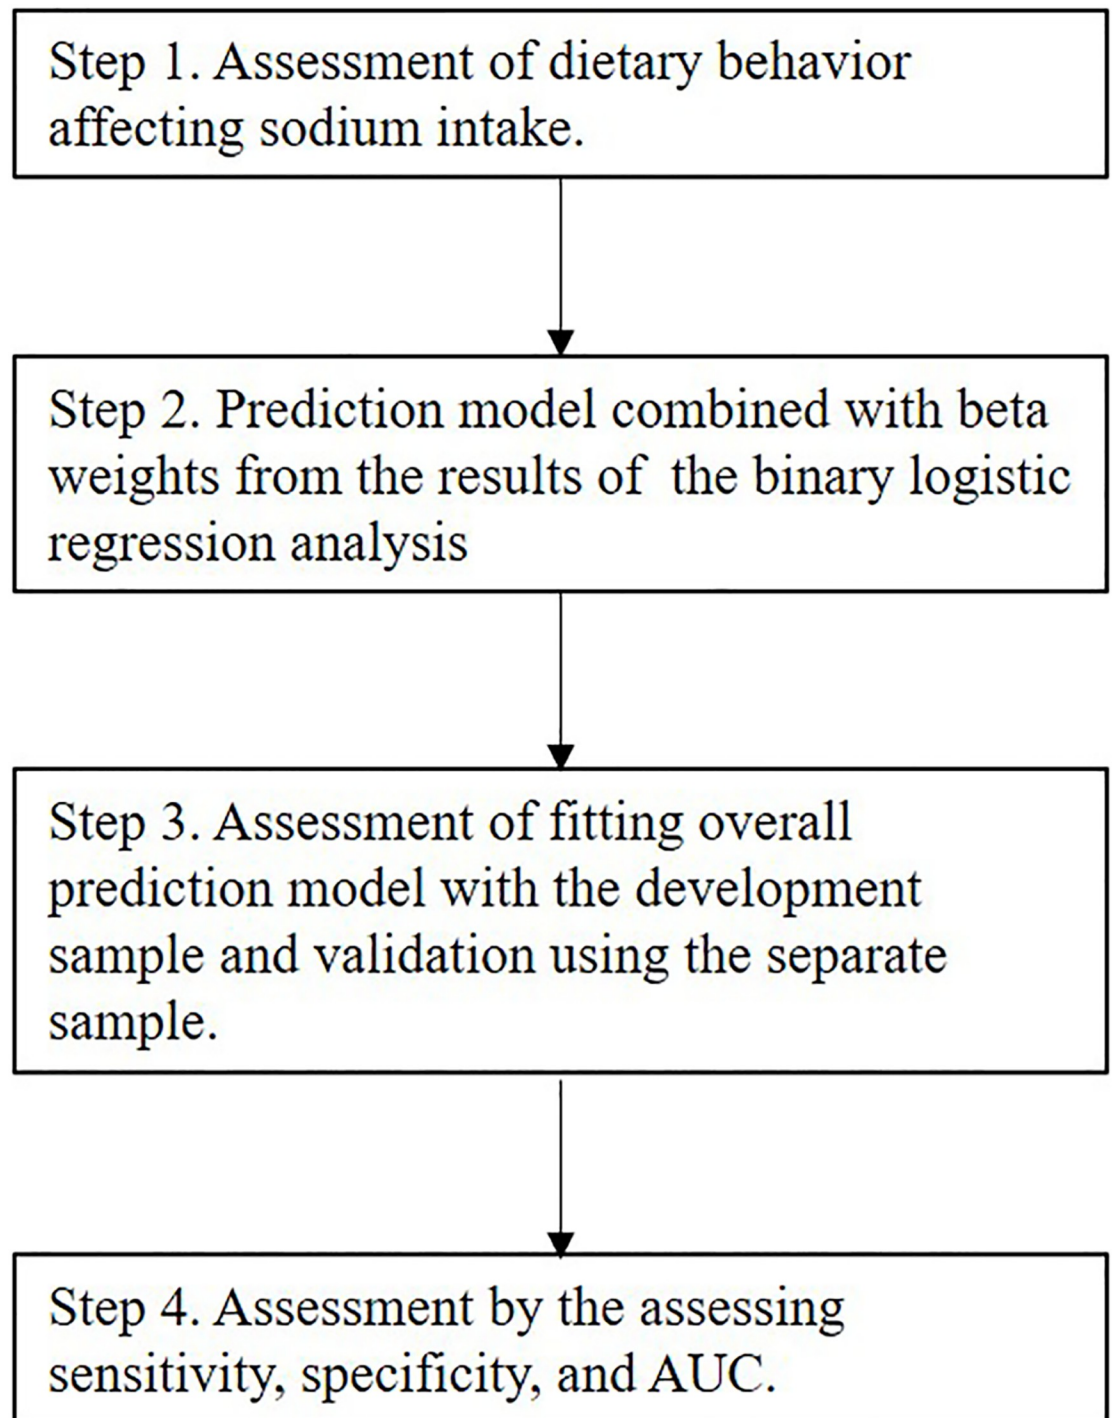 Step 1. Assessment of dietary behavior
affecting sodium intake.
Step 2. Prediction model combined with beta
weights from the results of  the binary logistic
regression analysis
Step 3. Assessment of fitting overall
prediction model with the development
sample and validation using the separate
sample.
Step 4. Assessment by the assessing
sensitivity, specificity, and AUC.